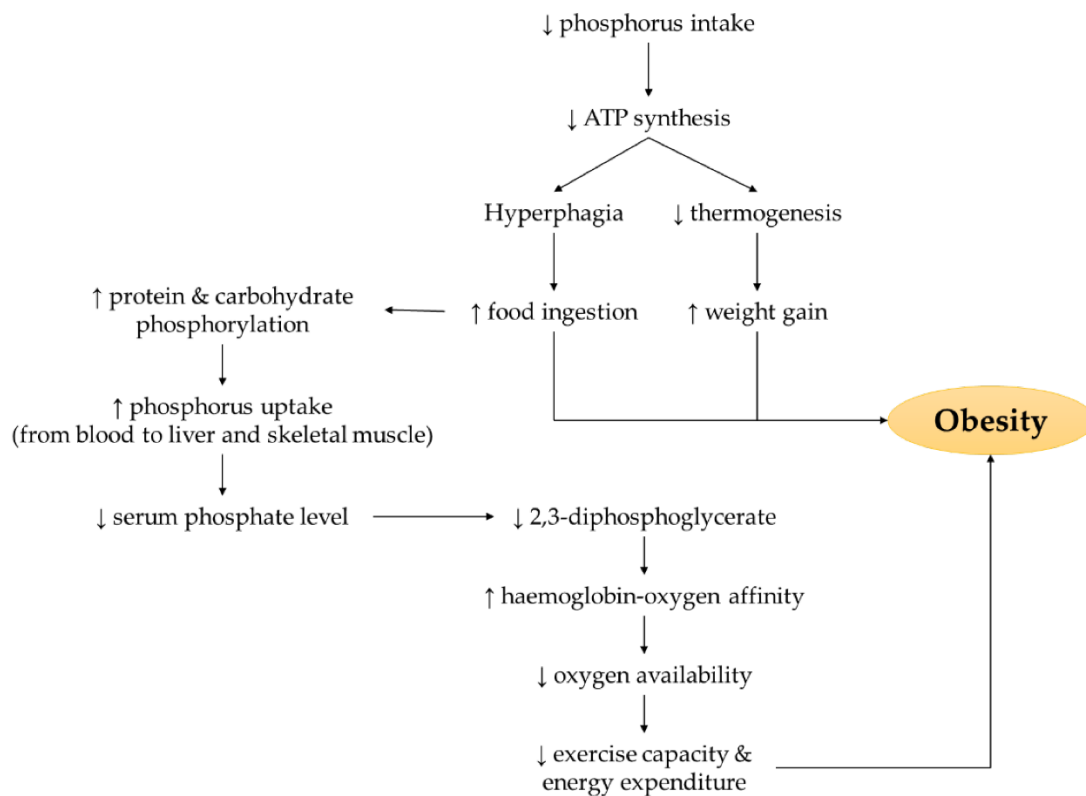 ↓ phosphorus intake
↓ ATP synthesis
Hyperphagia
↓ thermogenesis
↑ protein & carbohydrate
phosphorylation
↑ food ingestion
↑ weight gain
↑ phosphorus uptake
(from blood to liver and skeletal muscle)
Obesity
↓ serum phosphate level
↓ 2,3-diphosphoglycerate
↑ haemoglobin-oxygen affinity
↓ oxygen availability
↓ exercise capacity &
energy expenditure